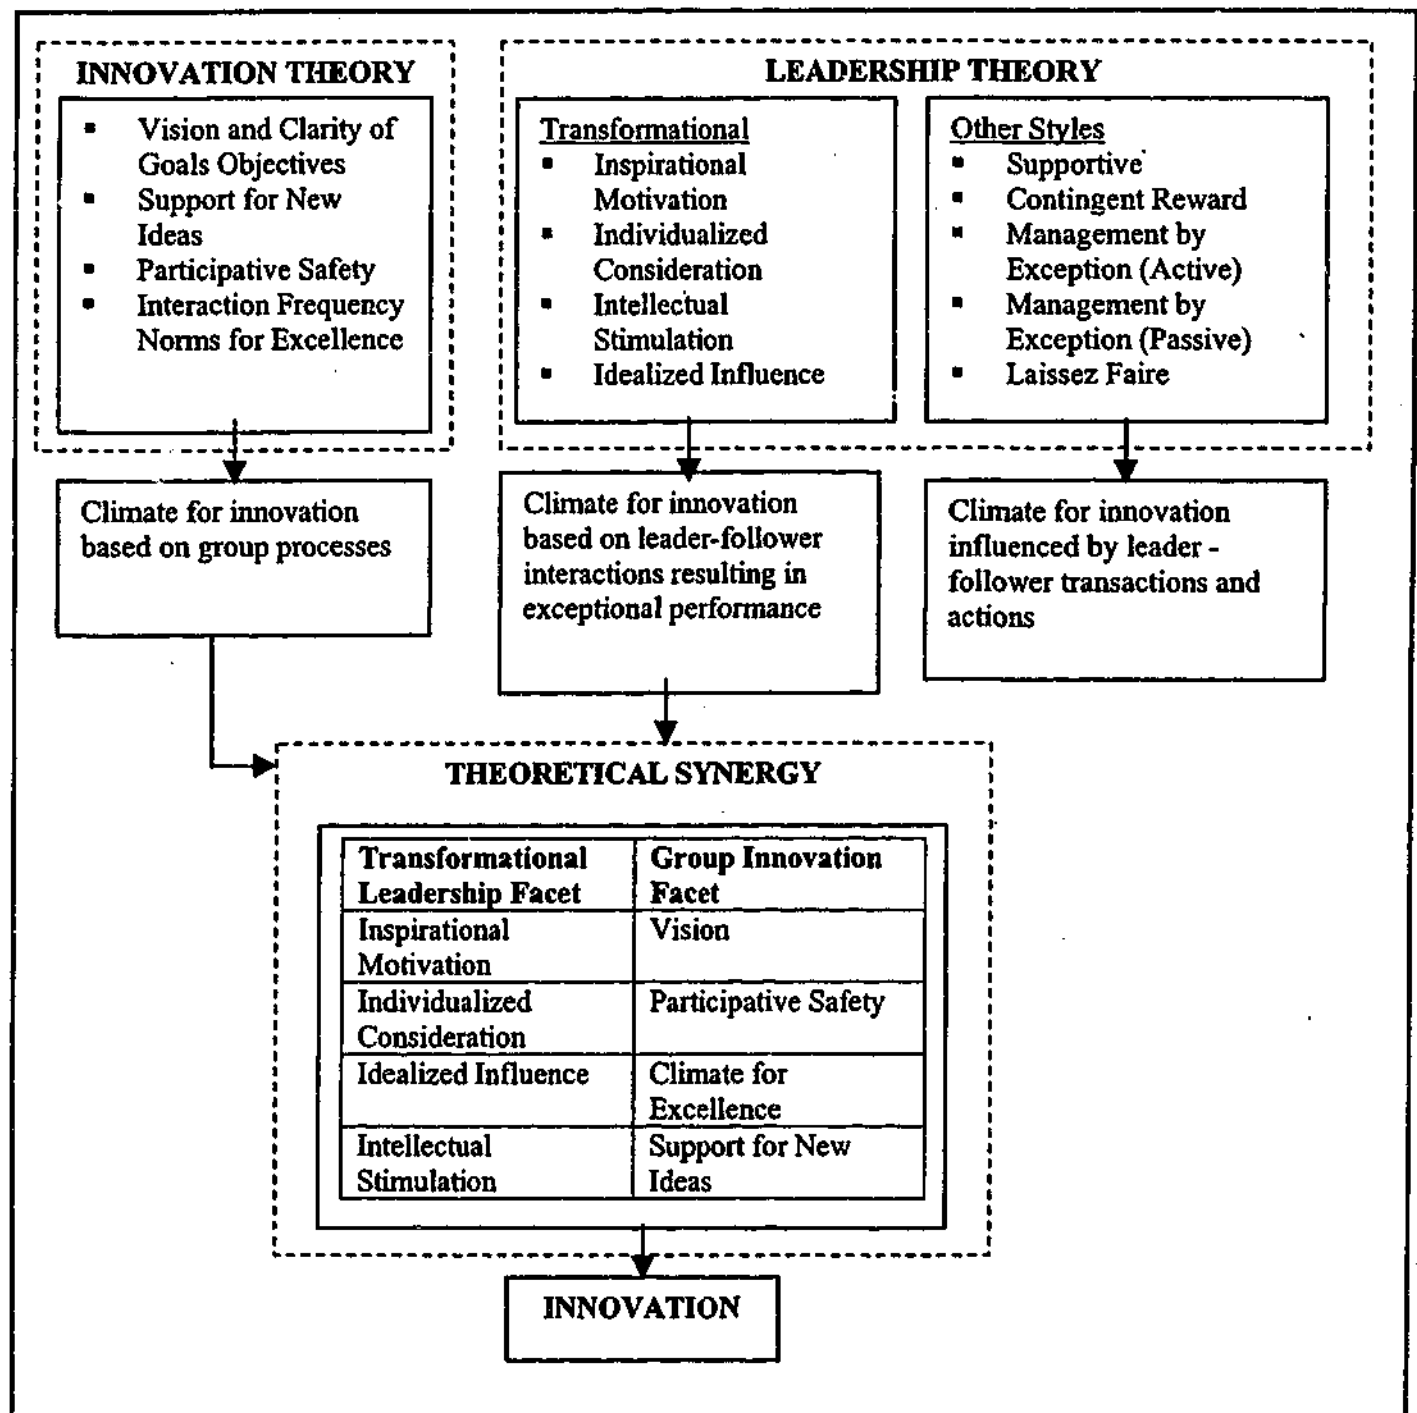 INNOVATION THEORY
▪ Vision and Clarity of
Goals Objectives
▪ Support for New
Ideas
▪ Participative Safety
▪ Interaction Frequency
Norms for Excellence
LEADERSHIP THEORY
Transformational
▪ Inspirational
Motivation
▪ Individualized
Consideration
▪ Intellectual
Stimulation
▪ Idealized Influence
Other Styles
▪ Supportive
▪ Contingent Reward
▪ Management by
Exception (Active)
▪ Management by
Exception (Passive)
▪ Laissez Faire
Climate for innovation
based on group processes
Climate for innovation
based on leader-follower
interactions resulting in
exceptional performance
Climate for innovation
influenced by leader -
follower transactions and
actions
THEORETICAL SYNERGY
Transformational
Leadership Facet
Group Innovation
Facet
Inspirational
Motivation
Vision
Individualized
Consideration
Participative Safety
Idealized Influence
Climate for
Excellence
Intellectual
Stimulation
Support for New
Ideas
INNOVATION